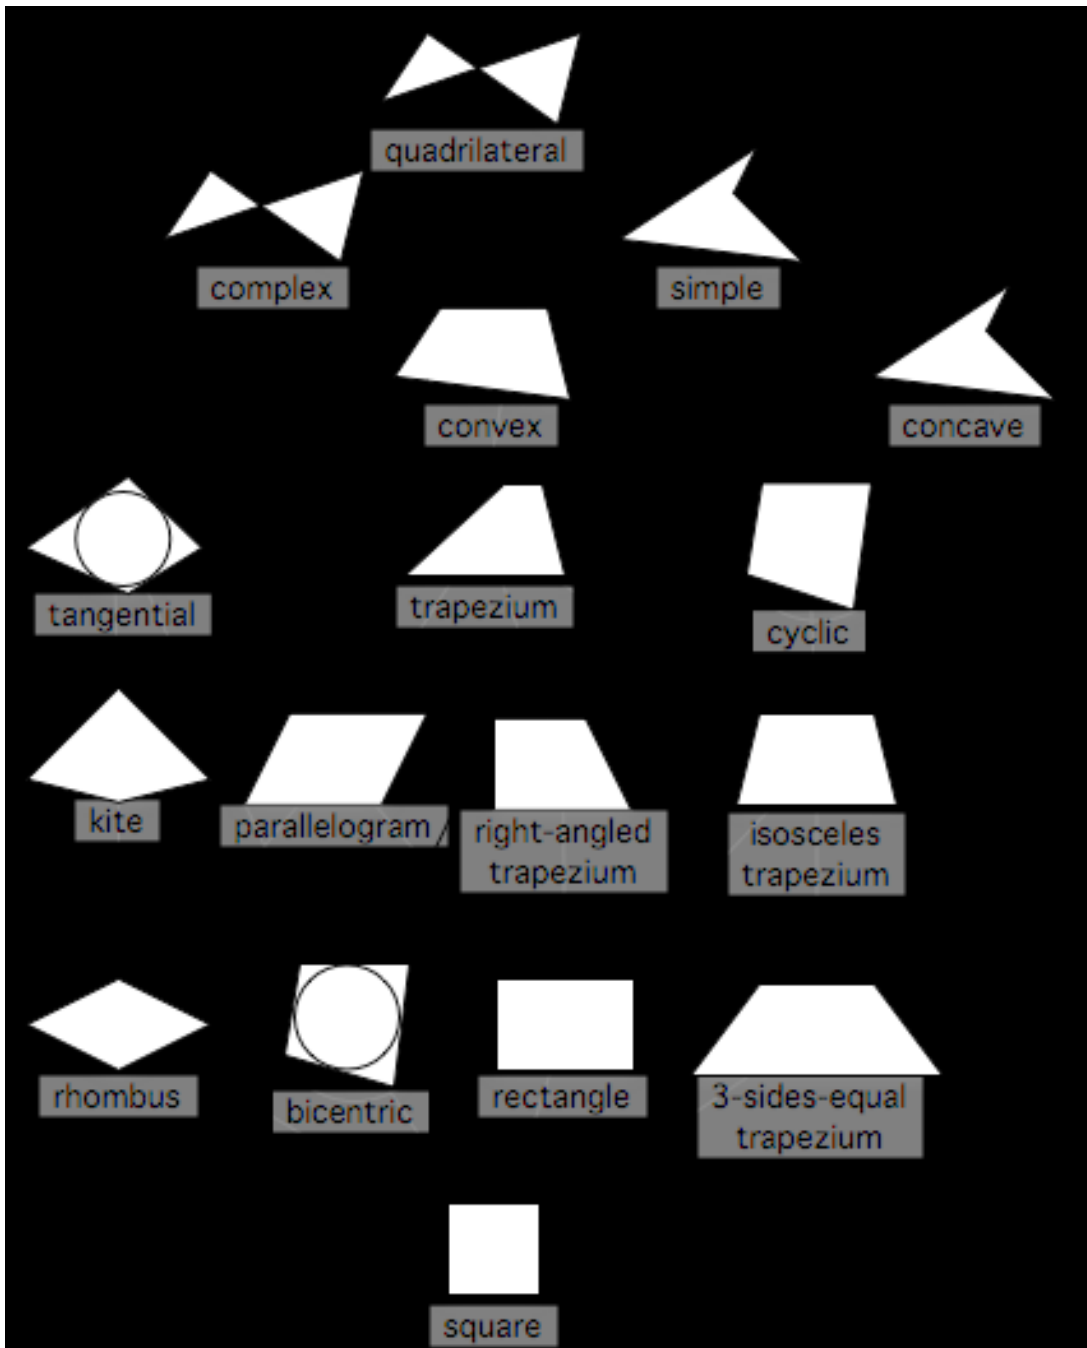 quadrilateral
complex
simple
convex
concave
tangential
trapezium
cyclic
kite
parallelogram
right-angled
trapezium
isosceles
trapezium
rhombus
bicentric
rectangle
3-sides-equal
trapezium
square